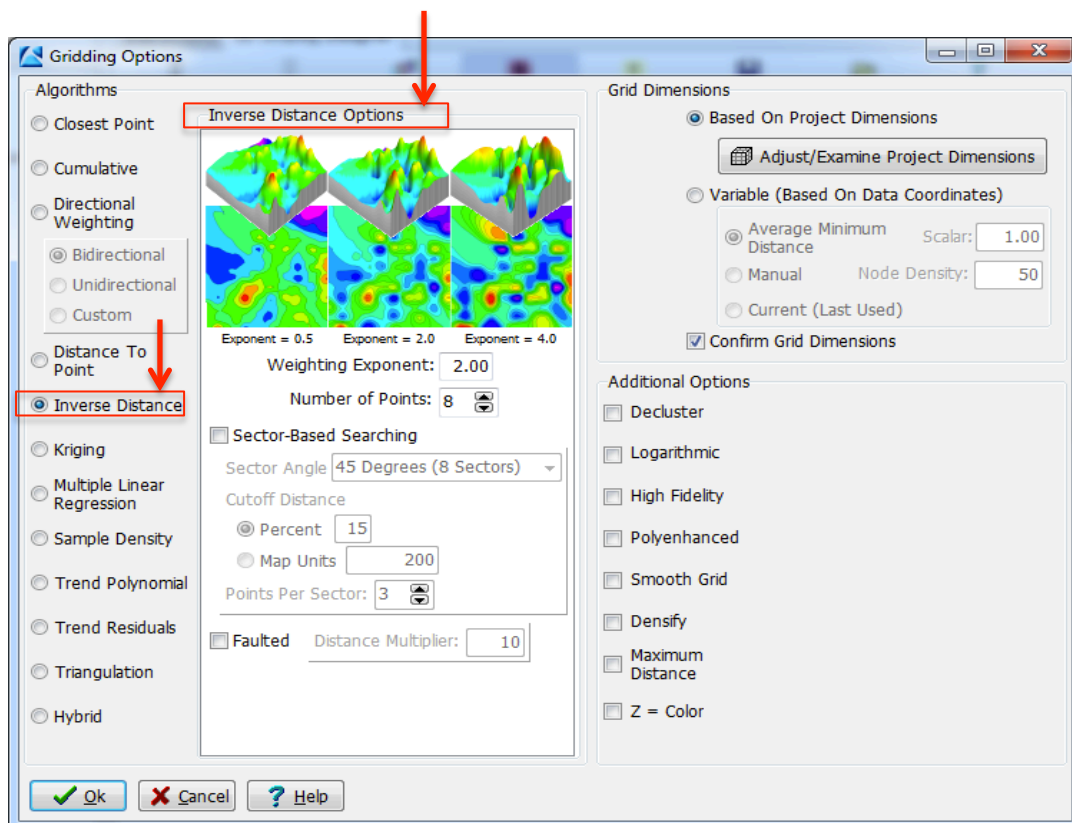 Gridding Options
Algorithms
Closest Point
Cumulative
Directional
Weighting
Bidirectional
Unidirectional
Custom
Distance To
Point
Inverse Distance
Kriging
Multiple Linear
Regression
Sample Density
Trend Polynomial
Trend Residuals
Triangulation
Hybrid
Inverse Distance Options
Exponent = 0.5 Exponent = 2.0 Exponent = 4.0
Weighting Exponent: 2.00
Number of Points: 8
Sector-Based Searching
Sector Angle 45 Degrees (8 Sectors)
Cutoff Distance
Percent 15
Map Units 200
Points Per Sector: 3
Faulted Distance Multiplier: 10
Grid Dimensions
Based On Project Dimensions
Adjust/Examine Project Dimensions
Variable (Based On Data Coordinates)
Average Minimum
Distance
Scalar: 1.00
Manual Node Density: 50
Current (Last Used)
Confirm Grid Dimensions
Additional Options
Decluster
Logarithmic
High Fidelity
Polyenhanced
Smooth Grid
Densify
Maximum
Distance
Z = Color
Ok Cancel Help